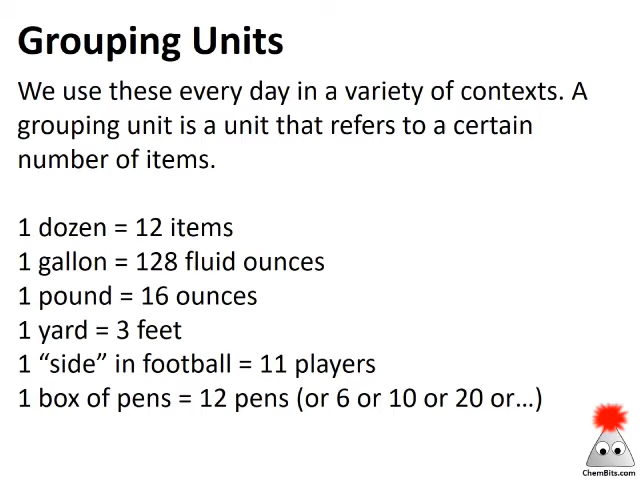 Grouping Units
We use these every day in a variety of contexts. A
grouping unit is a unit that refers to a certain
number of items.
1 dozen = 12 items
1 gallon = 128 fluid ounces
1 pound = 16 ounces
1 yard = 3 feet
1 “side” in football = 11 players
1 box of pens = 12 pens (or 6 or 10 or 20 or…)
ChemBits.com